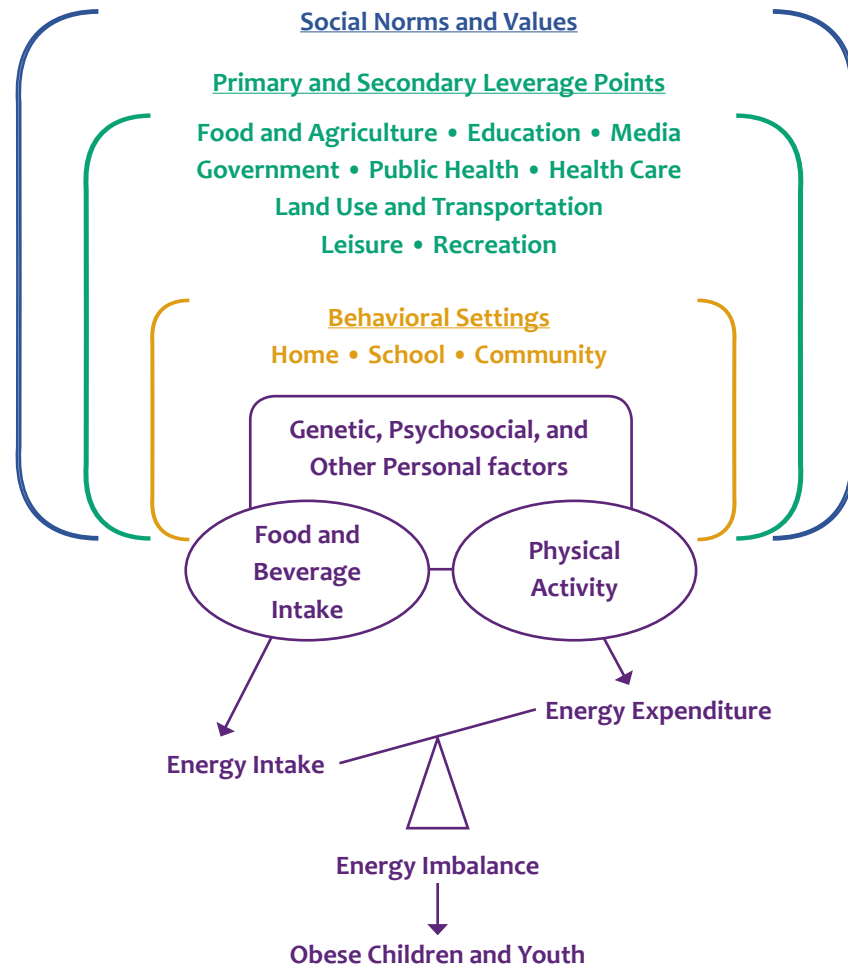 Social Norms and Values
Primary and Secondary Leverage Points
Food and Agriculture • Education • Media
Government • Public Health • Health Care
Land Use and Transportation
Leisure • Recreation
Behavioral Settings
Home • School • Community
Genetic, Psychosocial, and
Other Personal factors
Food and
Beverage
Intake
Physical
Activity
Energy Expenditure
Energy Intake
Energy Imbalance
Obese Children and Youth